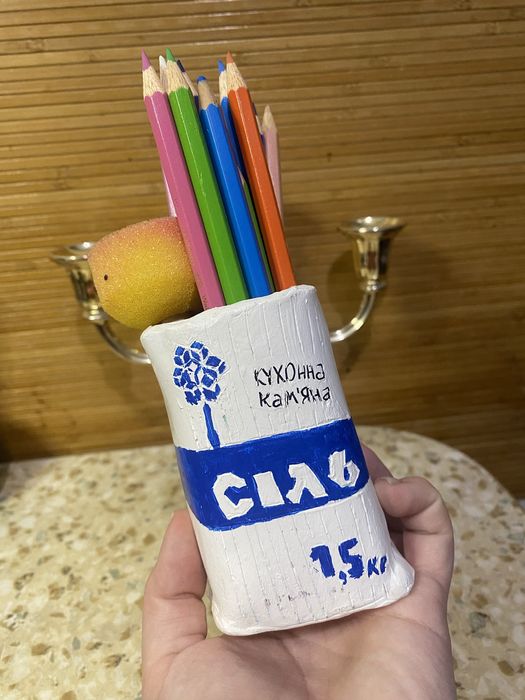 кухонна
кам'яна
сіль
1,5 кг